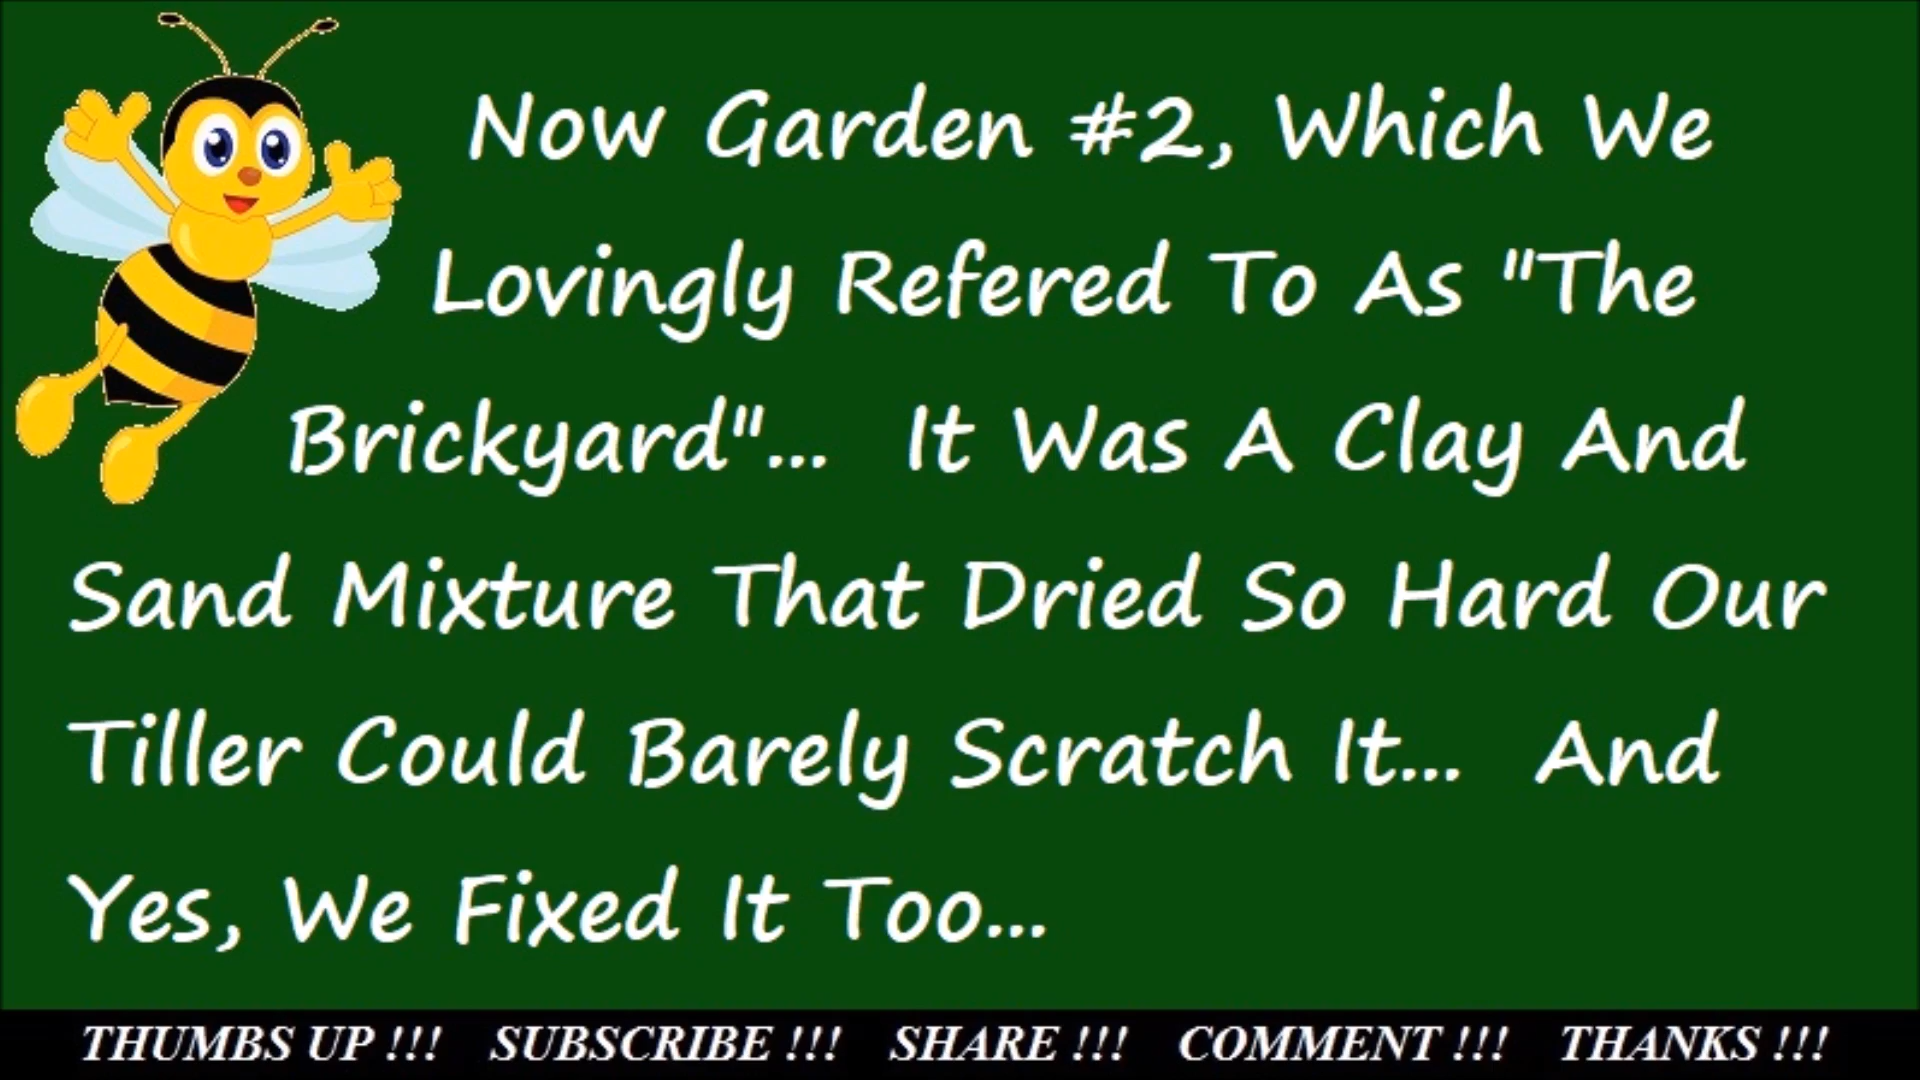 Now Garden #2, Which We
Lovingly Refered To As "The
Brickyard"... It Was A Clay And
Sand Mixture That Dried So Hard Our
Tiller Could Barely Scratch It... And
Yes, We Fixed It Too...
THUMBS UP !!! SUBSCRIBE !!! SHARE !!! COMMENT !!! THANKS !!!